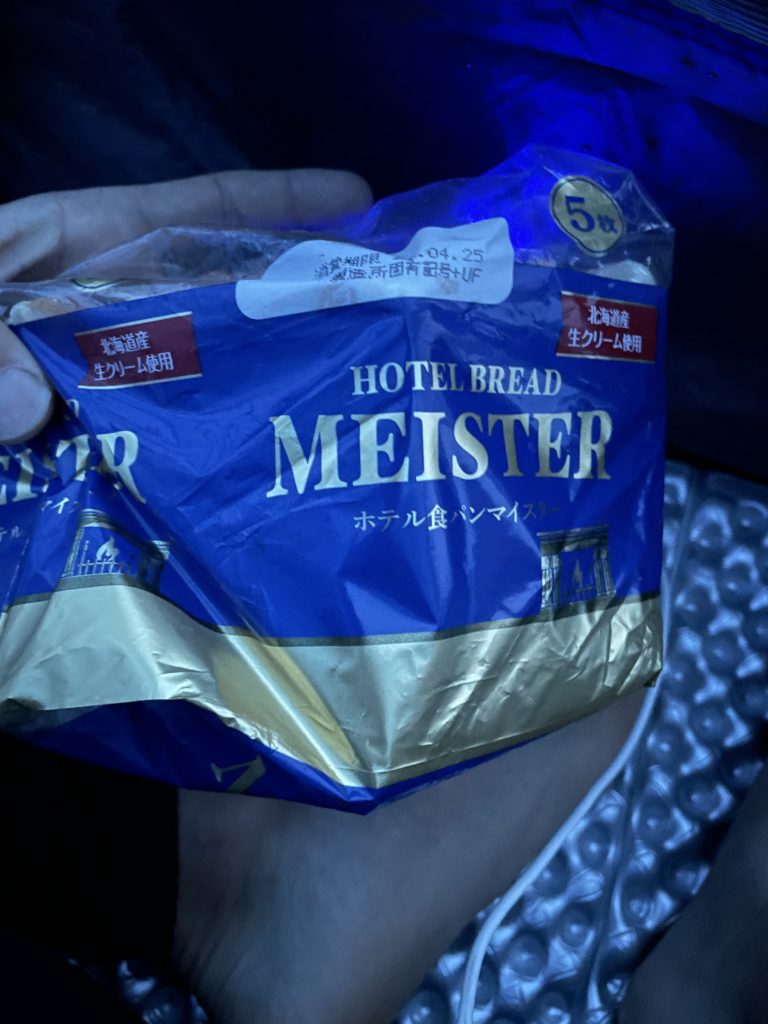 5枚
消費期限 .04.25
製造所固有記号+UF
北海道産
生クリーム使用
北海道産
生クリーム使用
HOTEL BREAD
MEISTER
ホテル食パンマイスター